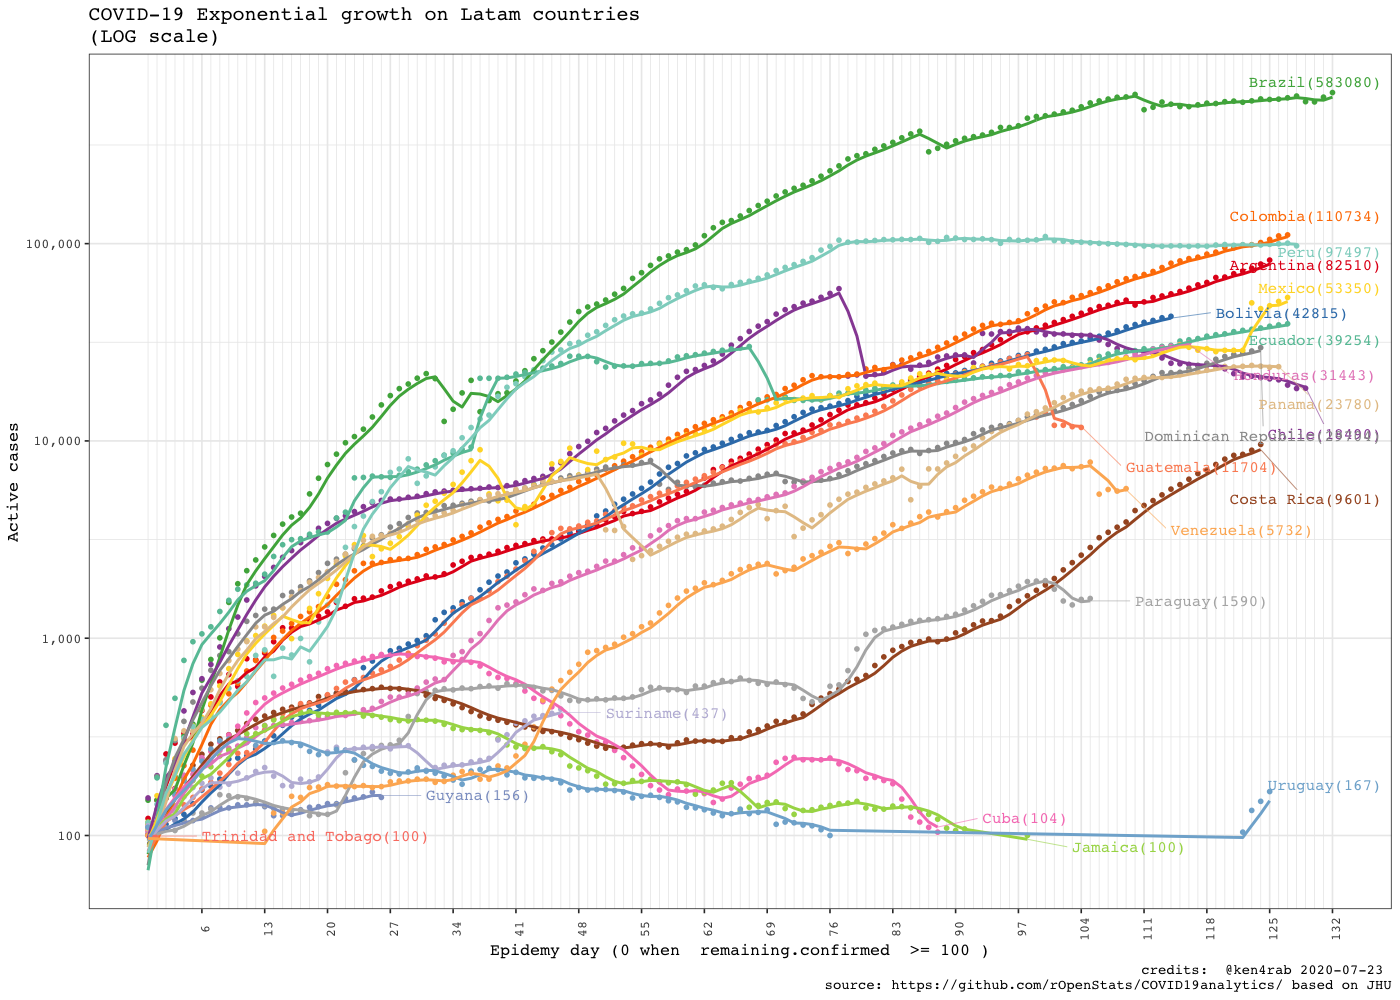 COVID-19 Exponential growth on Latam countries
(LOG scale)
Brazil(583080)
Colombia(110734)
100,000
Peru(97497)
Argentina(82510)
Mexico(53350)
Bolivia(42815)
Ecuador(39254)
Honduras(31443)
Panama(23780)
Chile(18490)
Dominican
10,000
Guatemala(11704)
Costa Rica(9601)
Venezuela(5732)
Active cases
Paraguay(1590)
1,000
Suriname(437)
Uruguay(167)
Guyana(156)
Cuba(104)
100
Trinidad and Tobago(100)
Jamaica(100)
6 13 20 27 34 41 48 55 62 69 76 83 90 97 104 111 118 125 132
Epidemy day (0 when remaining.confirmed >= 100 )
credits: @ken4rab 2020-07-23
source: https://github.com/rOpenStats/COVID19analytics/ based on JHU